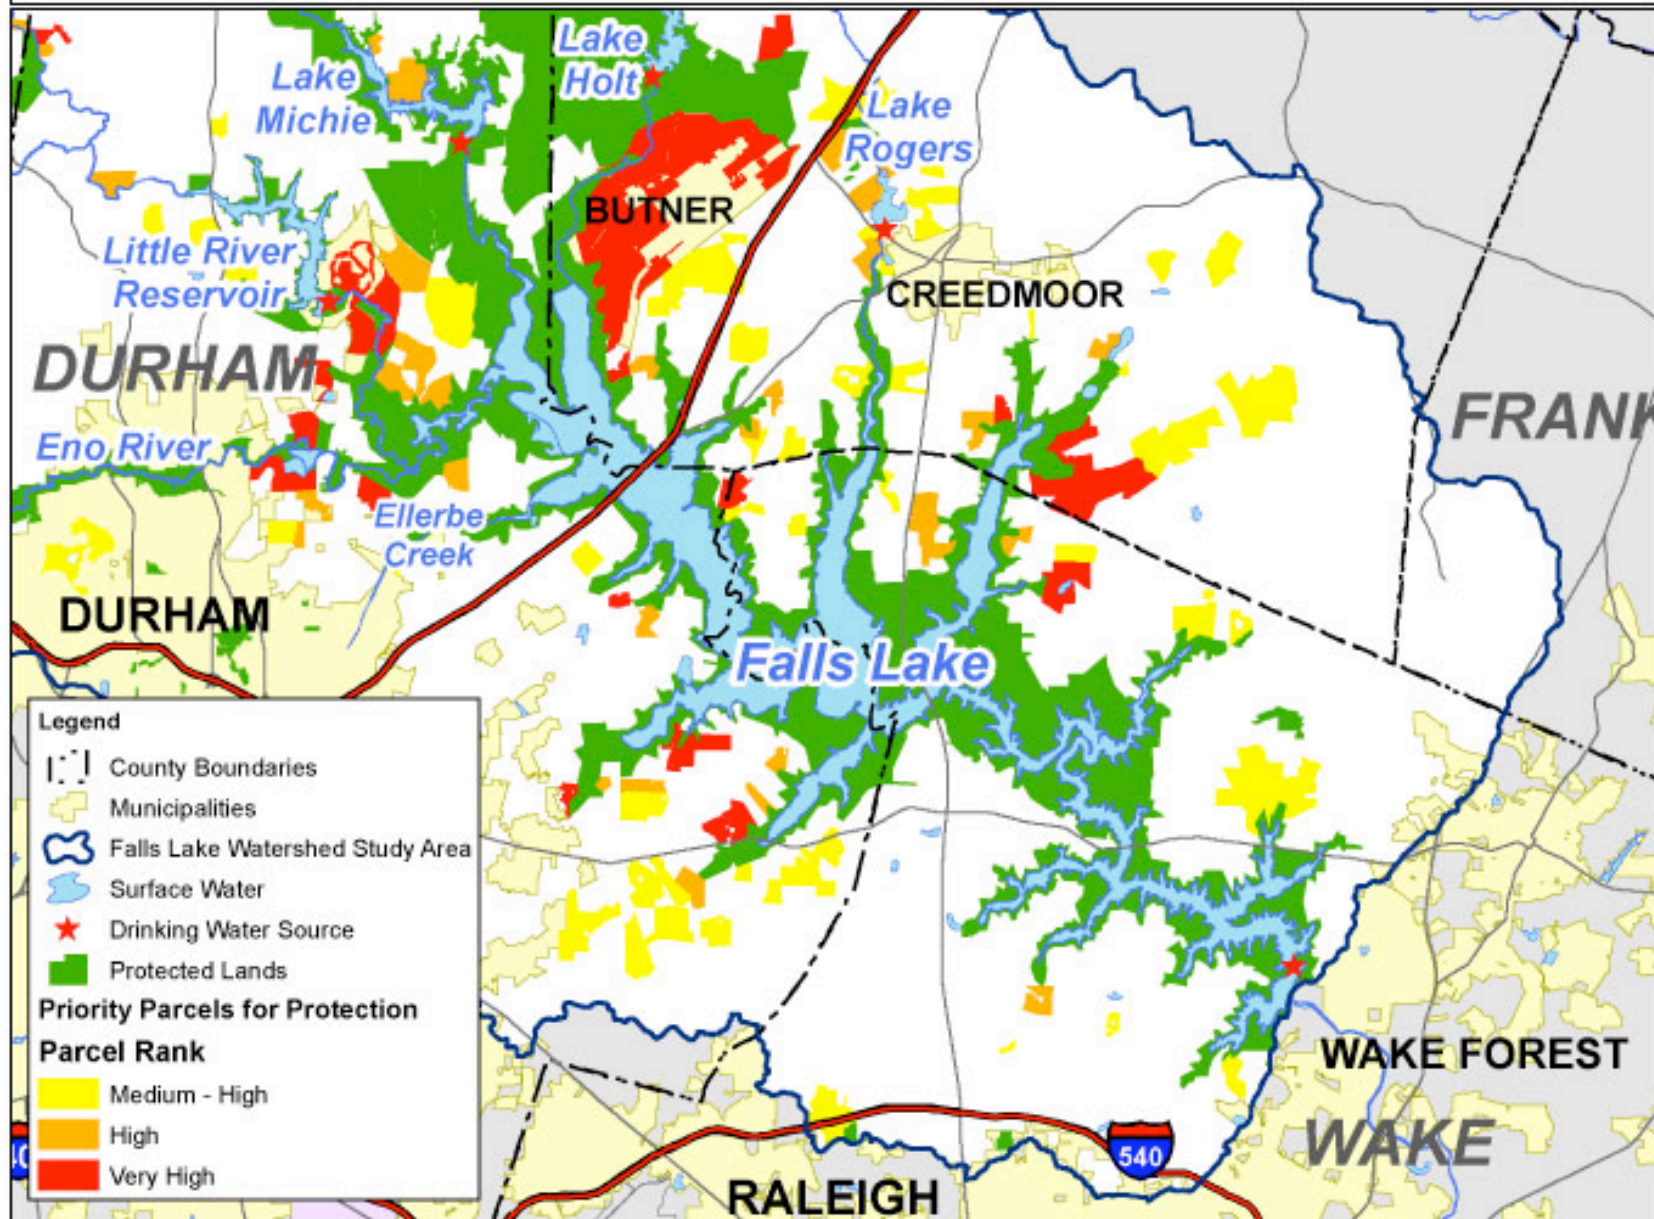 Lake
Holt
Lake
Michie
Lake
Rogers
BUTNER
Little River
Reservoir
CREEDMOOR
DURHAM
FRANK
Eno River
Ellerbe
Creek
DURHAM
Falls Lake
Legend
County Boundaries
Municipalities
Falls Lake Watershed Study Area
Surface Water
Drinking Water Source
Protected Lands
Priority Parcels for Protection
Parcel Rank
Medium - High
High
Very High
WAKE FOREST
WAKE
540
40
RALEIGH